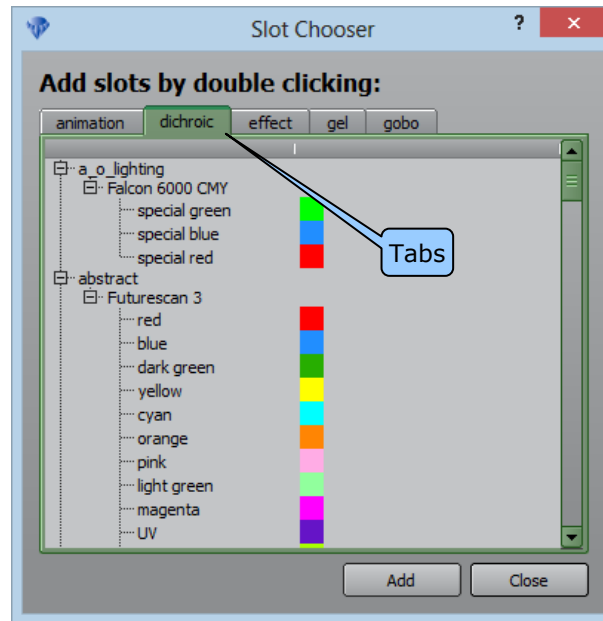 Slot Chooser
?
×
Add slots by double clicking:
animation dichroic effect gel gobo
a_o_lighting
Falcon 6000 CMY
special green
special blue
special red
Tabs
abstract
Futurescan 3
red
blue
dark green
yellow
cyan
orange
pink
light green
magenta
UV
Add Close